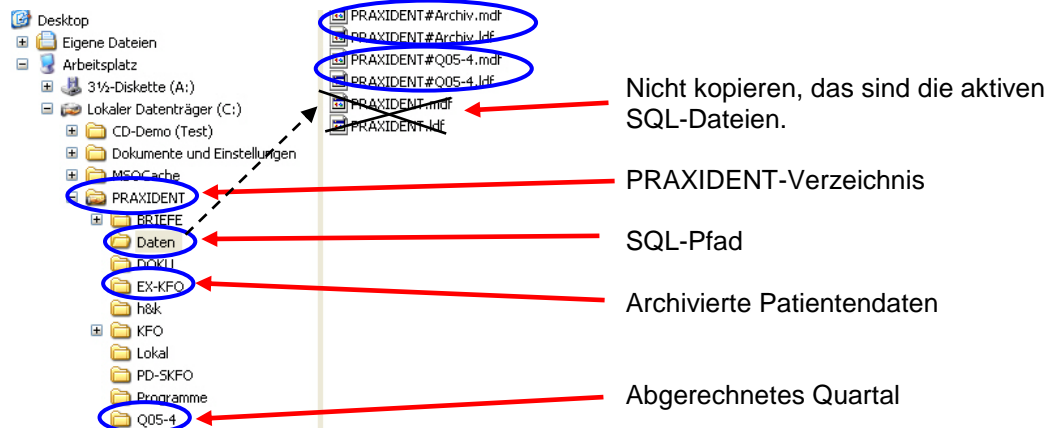 Desktop
Eigene Dateien
Arbeitsplatz
3½-Diskette (A:)
Lokaler Datenträger (C:)
CD-Demo (Test)
Dokumente und Einstellungen
MSOCache
PRAXIDENT
BRIEFE
Daten
DOKU
EX-KFO
h&k
KFO
Lokal
PD-SKFO
Programme
Q05-4
PRAXIDENT#Archiv.mdf
PRAXIDENT#Archiv.ldf
PRAXIDENT#Q05-4.mdf
PRAXIDENT#Q05-4.ldf
PRAXIDENT.mdf
PRAXIDENT.ldf
Nicht kopieren, das sind die aktiven
SQL-Dateien.
PRAXIDENT-Verzeichnis
SQL-Pfad
Archivierte Patientendaten
Abgerechnetes Quartal